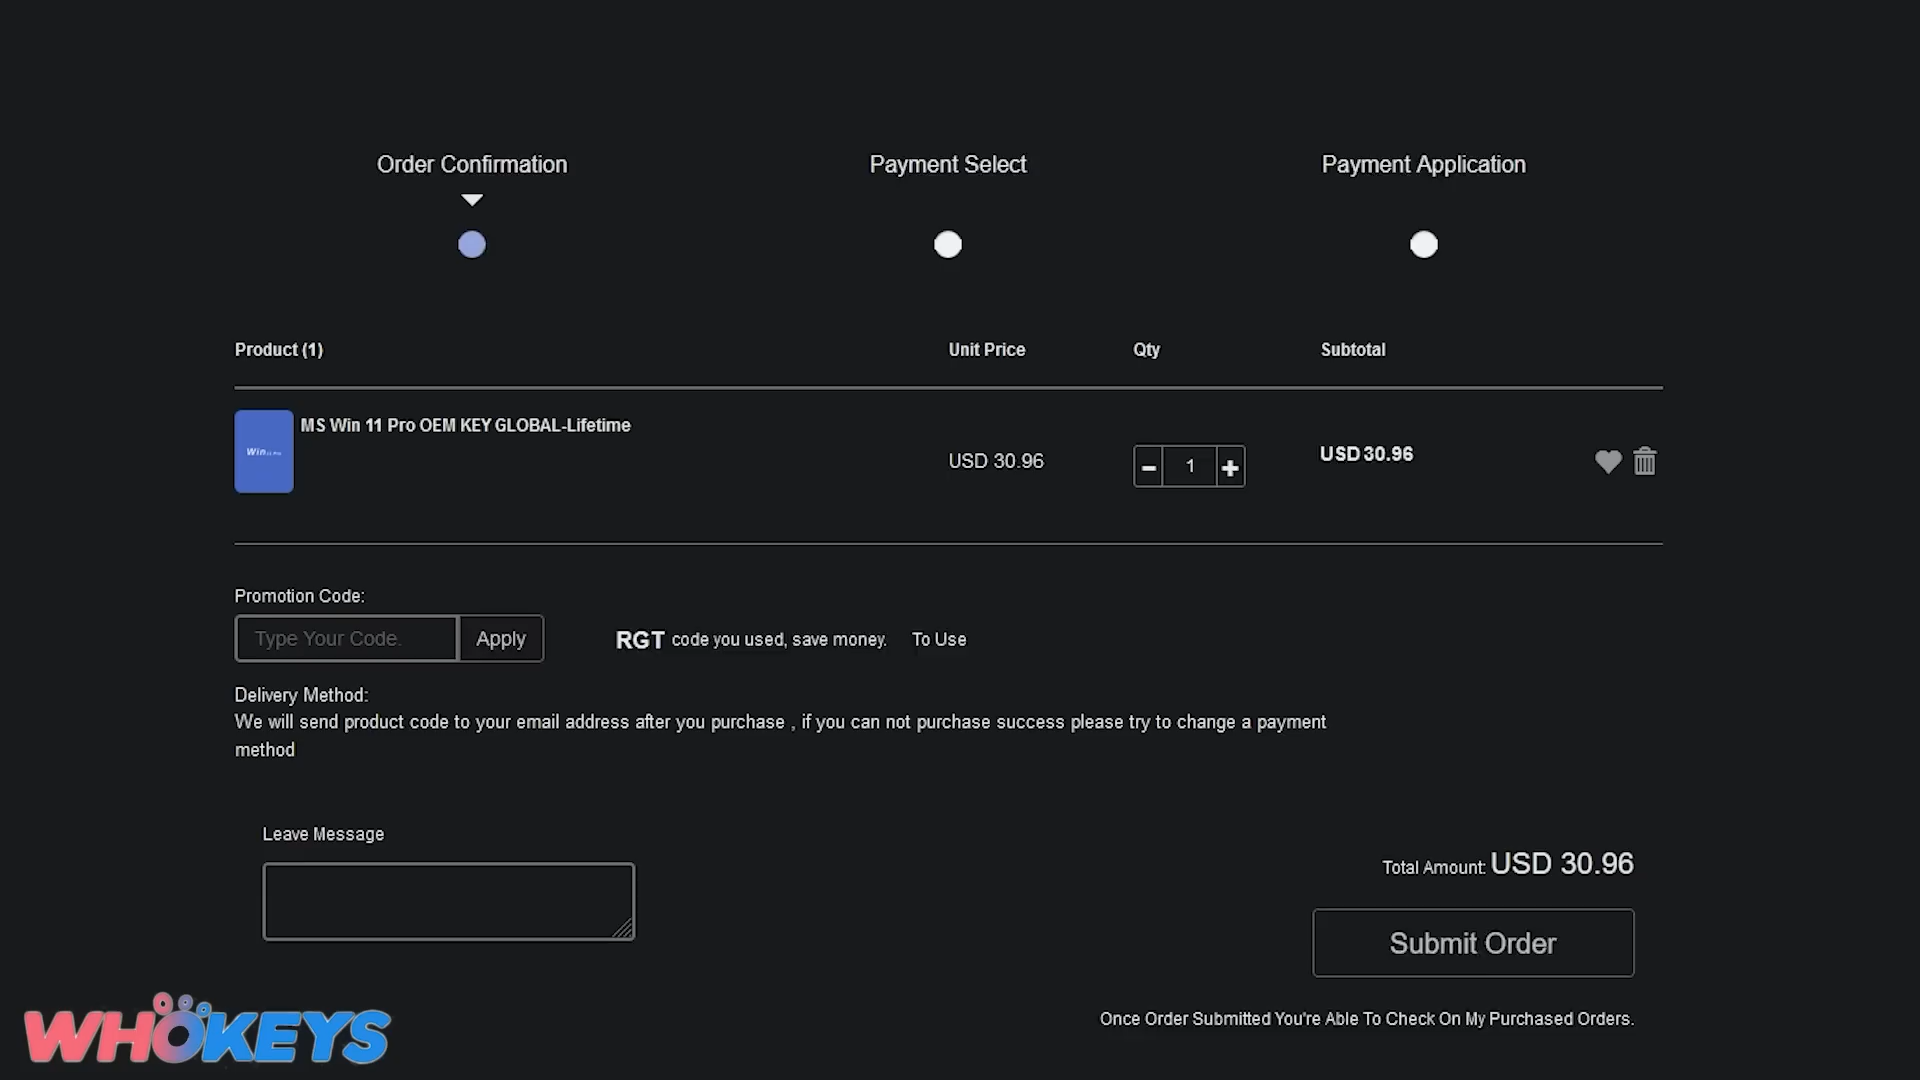 Order Confirmation
Payment Select
Payment Application
Product (1)
Unit Price
Qty
Subtotal
Win 11 Pro
MS Win 11 Pro OEM KEY GLOBAL-Lifetime
USD 30.96
1
USD 30.96
Promotion Code:
Type Your Code.
Apply
RGT code you used, save money.
To Use
Delivery Method:
We will send product code to your email address after you purchase , if you can not purchase success please try to change a payment
method
Leave Message
Total Amount: USD 30.96
Submit Order
Once Order Submitted You're Able To Check On My Purchased Orders.
WHOKEYS